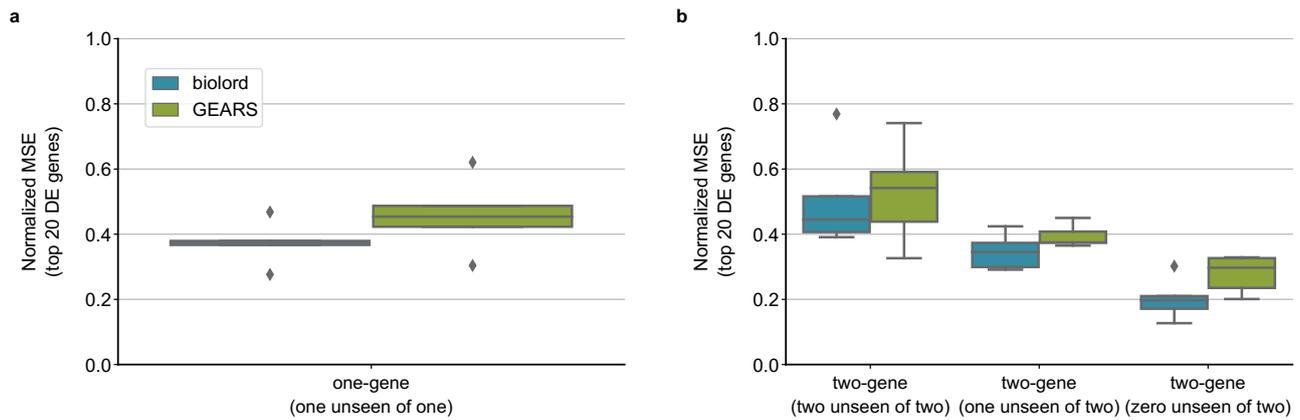 a
1.0
0.8
0.6
0.4
0.2
0.0
Normalized MSE
(top 20 DE genes)
biolord
GEARS
one-gene
(one unseen of one)
b
1.0
0.8
0.6
0.4
0.2
0.0
Normalized MSE
(top 20 DE genes)
two-gene
(two unseen of two)
two-gene
(one unseen of two)
two-gene
(zero unseen of two)